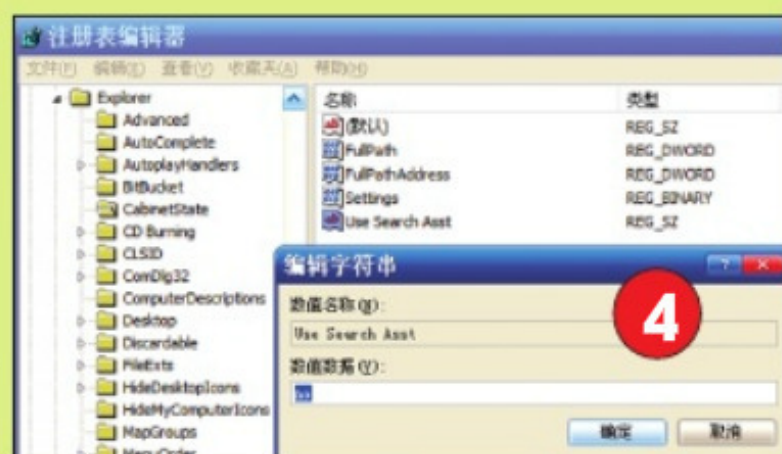 注册表编辑器
文件(F) 编辑(E) 查看(V) 收藏夹(A) 帮助(H)
Explorer
Advanced
AutoComplete
AutoplayHandlers
BitBucket
CabinetState
CD Burning
CLSID
ComDlg32
ComputerDescriptions
Desktop
Discardable
FileExts
HideDesktopIcons
HideMyComputerIcons
MapGroups
MenuOrder
名称 类型
(默认) REG_SZ
FullPath REG_DWORD
FullPathAddress REG_DWORD
Settings REG_BINARY
Use Search Asst REG_SZ
编辑字符串
数值名称(N):
Use Search Asst
数值数据(V):
确定 取消
4